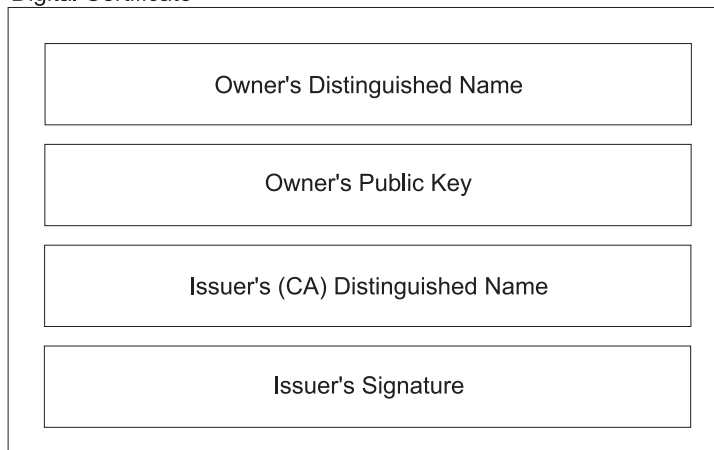 Digital Certificate
Owner's Distinguished Name
Owner's Public Key
Issuer's (CA) Distinguished Name
Issuer's Signature